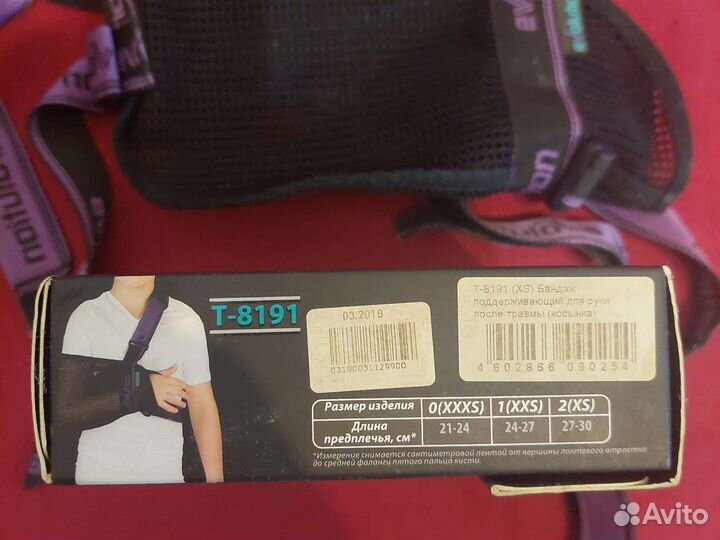 evolution
T-8191
03.2019
03190031129900
T-8191 (XS) Бандаж
поддерживающий для руки
после травмы (косынка)
4 602866 090254
Размер изделия 0(XXXS) 1(XXS) 2(XS)
Длина предплечья, см* 21-24 24-27 27-30
*Измерение снимается сантиметровой лентой от вершины локтевого отростка
до средней фаланги пятого пальца кисти.
Avito